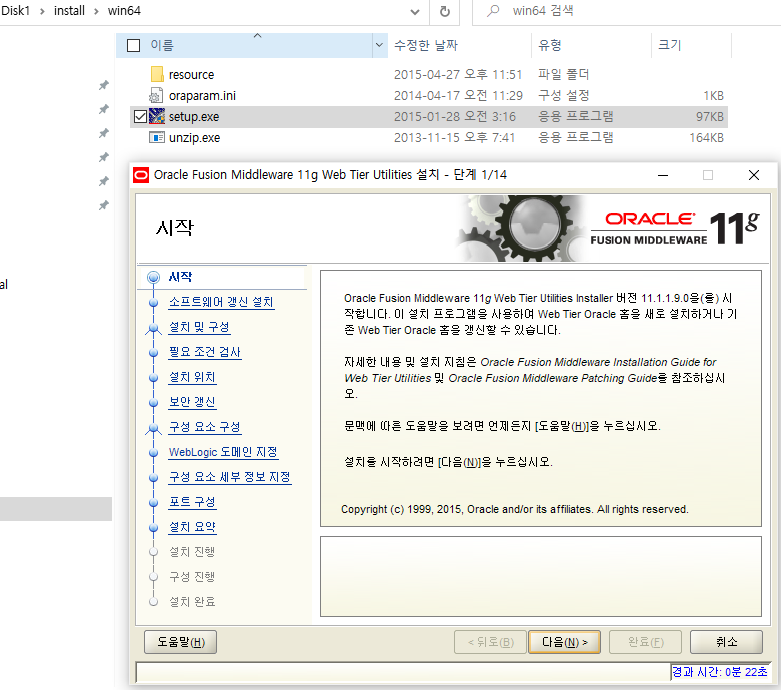 Disk1 > install > win64
win64 검색
이름 수정한 날짜 유형 크기
resource 2015-04-27 오후 11:51 파일 폴더
oraparam.ini 2014-04-17 오전 11:29 구성 설정 1KB
setup.exe 2015-01-28 오전 3:16 응용 프로그램 97KB
unzip.exe 2013-11-15 오후 7:41 응용 프로그램 164KB
Oracle Fusion Middleware 11g Web Tier Utilities 설치 - 단계 1/14
시작
ORACLE
FUSION MIDDLEWARE 11g
al
시작
소프트웨어 갱신 설치
설치 및 구성
필요 조건 검사
설치 위치
보안 갱신
구성 요소 구성
WebLogic 도메인 지정
구성 요소 세부 정보 지정
포트 구성
설치 요약
설치 진행
구성 진행
설치 완료
Oracle Fusion Middleware 11g Web Tier Utilities Installer 버전 11.1.1.9.0을(를) 시
작합니다. 이 설치 프로그램을 사용하여 Web Tier Oracle 홈을 새로 설치하거나 기
존 Web Tier Oracle 홈을 갱신할 수 있습니다.
자세한 내용 및 설치 지침은 Oracle Fusion Middleware Installation Guide for
Web Tier Utilities 및 Oracle Fusion Middleware Patching Guide를 참조하십시
오.
문맥에 따른 도움말을 보려면 언제든지 [도움말(H)]을 누르십시오.
설치를 시작하려면 [다음(N)]을 누르십시오.
Copyright (c) 1999, 2015, Oracle and/or its affiliates. All rights reserved.
도움말(H) < 뒤로(B) 다음(N) > 완료(F) 취소
경과 시간: 0분 22초